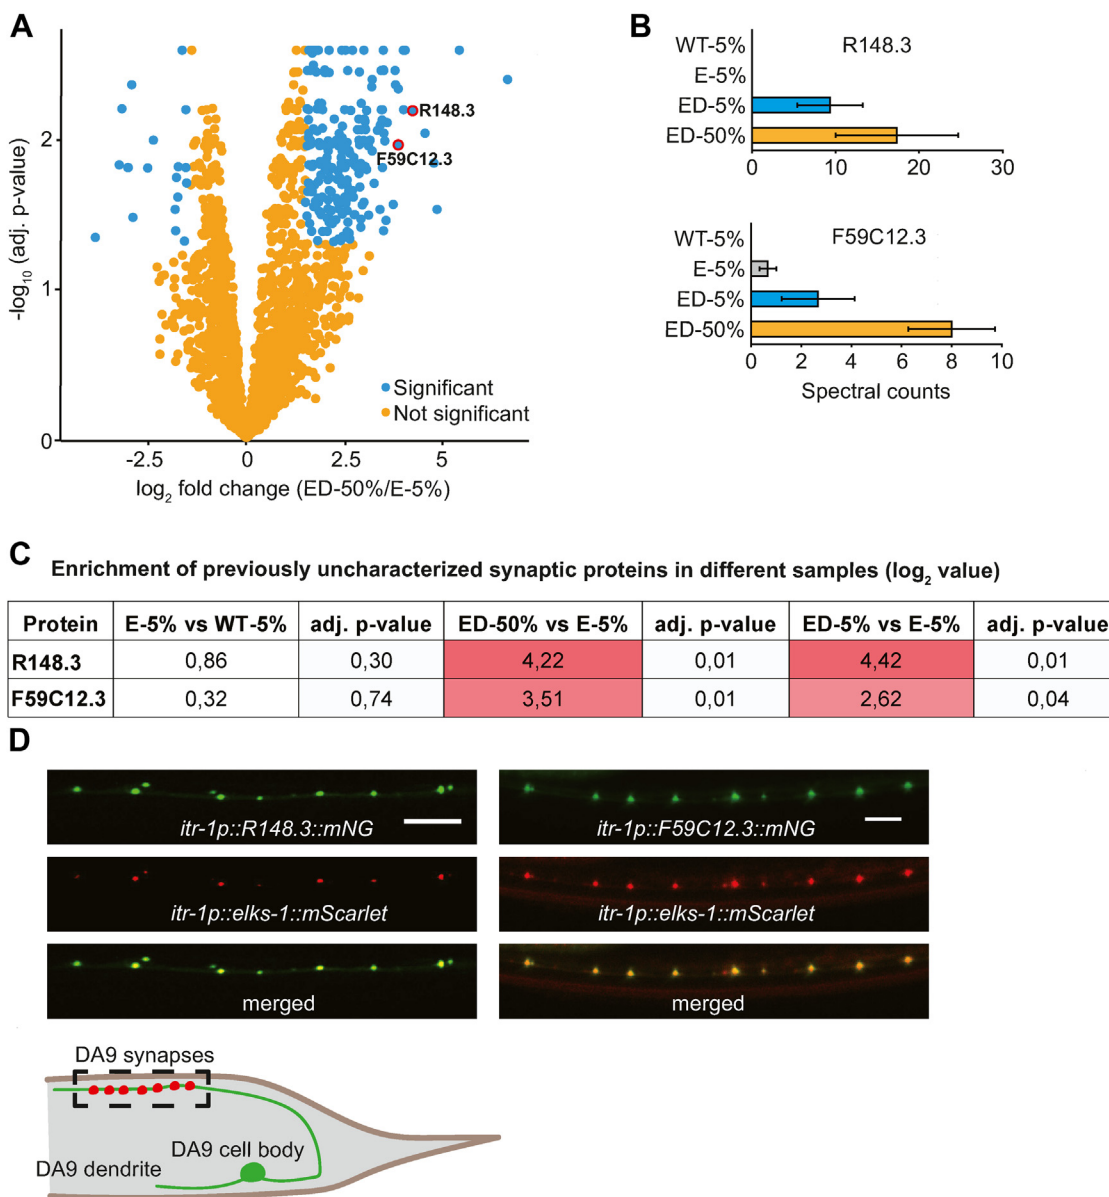 A
-log10 (adj. p-value)
2
1
0
R148.3
F59C12.3
Significant
Not significant
-2.5 0 2.5 5
log2 fold change (ED-50%/E-5%)
B
R148.3
WT-5%
E-5%
ED-5%
ED-50%
0 10 20 30
F59C12.3
WT-5%
E-5%
ED-5%
ED-50%
0 2 4 6 8 10
Spectral counts
C
Enrichment of previously uncharacterized synaptic proteins in different samples (log2 value)
Protein E-5% vs WT-5% adj. p-value ED-50% vs E-5% adj. p-value ED-5% vs E-5% adj. p-value
R148.3 0,86 0,30 4,22 0,01 4,42 0,01
F59C12.3 0,32 0,74 3,51 0,01 2,62 0,04
D
itr-1p::R148.3::mNG
itr-1p::F59C12.3::mNG
itr-1p::elks-1::mScarlet
itr-1p::elks-1::mScarlet
merged
merged
DA9 synapses
DA9 cell body
DA9 dendrite